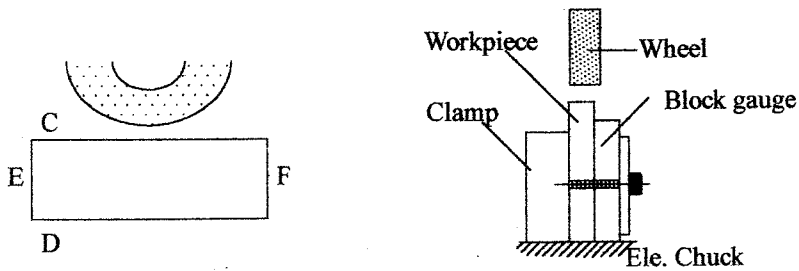 C
E
F
D
Workpiece
Wheel
Block gauge
Clamp
Ele. Chuck